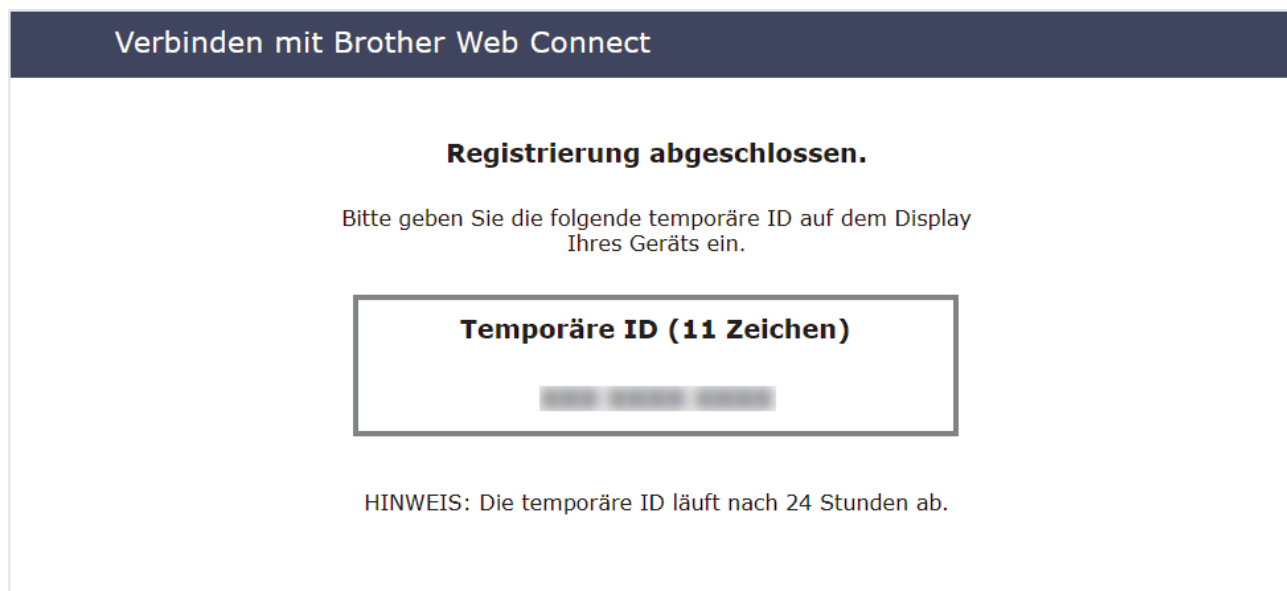 Verbinden mit Brother Web Connect
Registrierung abgeschlossen.
Bitte geben Sie die folgende temporäre ID auf dem Display
Ihres Geräts ein.
Temporäre ID (11 Zeichen)
HINWEIS: Die temporäre ID läuft nach 24 Stunden ab.